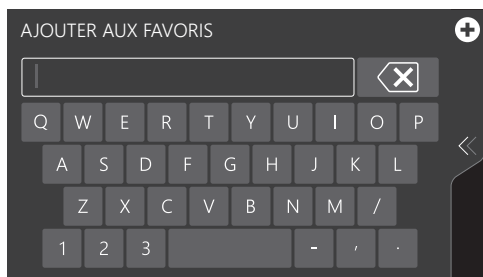 AJOUTER AUX FAVORIS
Q W E R T Y U I O P
A S D F G H J K L
Z X C V B N M /
1 2 3 - , .